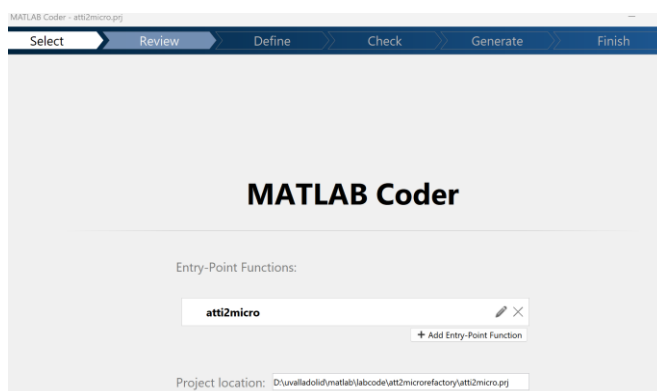 MATLAB Coder - atti2micro.prj
Select Review Define Check Generate Finish
MATLAB Coder
Entry-Point Functions:
atti2micro
+ Add Entry-Point Function
Project location: D:\uvalladolid\matlab\labcode\att2microrefactory\atti2micro.prj